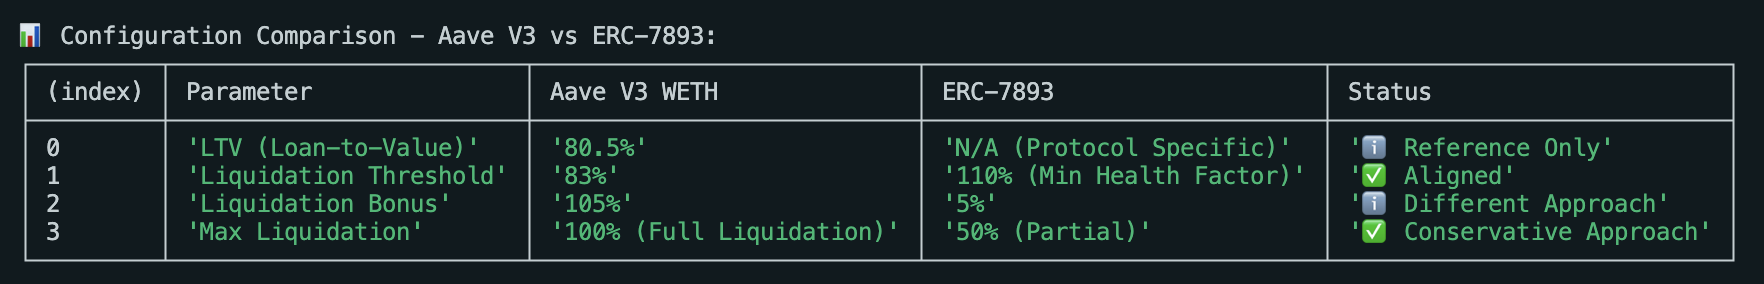 📊 Configuration Comparison – Aave V3 vs ERC-7893:
(index) Parameter Aave V3 WETH ERC-7893 Status
0 'LTV (Loan-to-Value)' '80.5%' 'N/A (Protocol Specific)' 'ℹ️ Reference Only'
1 'Liquidation Threshold' '83%' '110% (Min Health Factor)' '✅ Aligned'
2 'Liquidation Bonus' '105%' '5%' 'ℹ️ Different Approach'
3 'Max Liquidation' '100% (Full Liquidation)' '50% (Partial)' '✅ Conservative Approach'